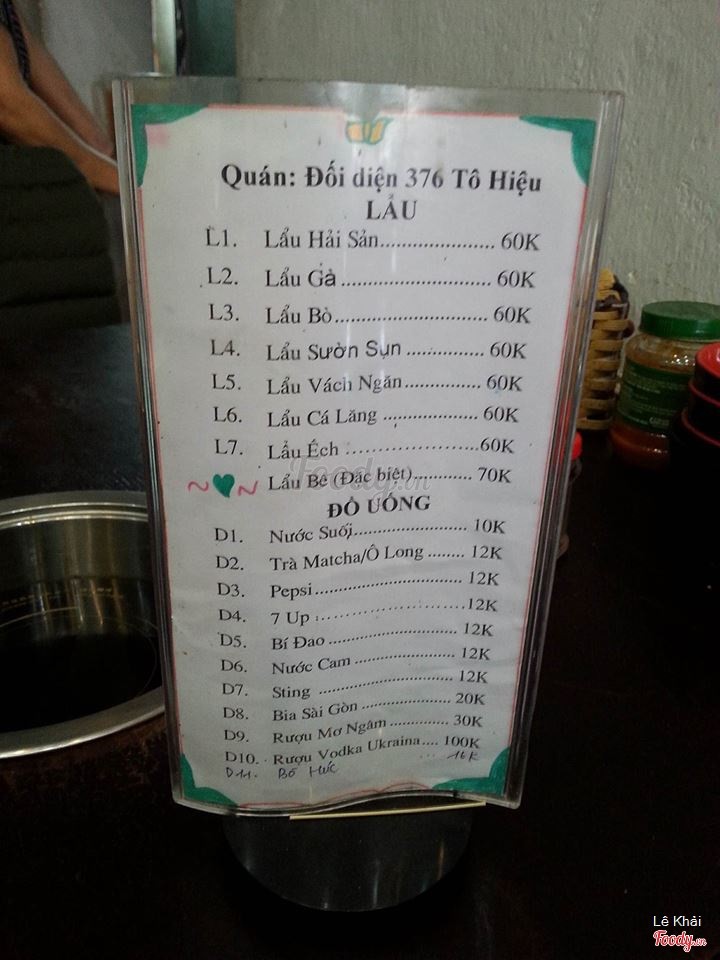 Quán: Đối diện 376 Tô Hiệu
LẨU
L1. Lẩu Hải Sản...................... 60K
L2. Lẩu Gà ............................ 60K
L3. Lẩu Bò............................. 60K
L4. Lẩu Sườn Sụn ............... 60K
L5. Lẩu Vách Ngăn............... 60K
L6. Lẩu Cá Lăng ................... 60K
L7. Lẩu Ếch .........................60K
~♥~ Lẩu Bê (Đặc biệt)............ 70K
ĐỒ UỐNG
D1. Nước Suối....................... 10K
D2. Trà Matcha/Ô Long ........ 12K
D3. Pepsi............................... 12K
D4. 7 Up ...............................12K
D5. Bí Đao ........................... 12K
D6. Nước Cam ..................... 12K
D7. Sting ............................. 12K
D8. Bia Sài Gòn ................... 20K
D9. Rượu Mơ Ngâm ............. 30K
D10. Rượu Vodka Ukraina.... 100K
D11. Bò Húc ... 16K
Foody.vn
Lê Khải
Foody.vn